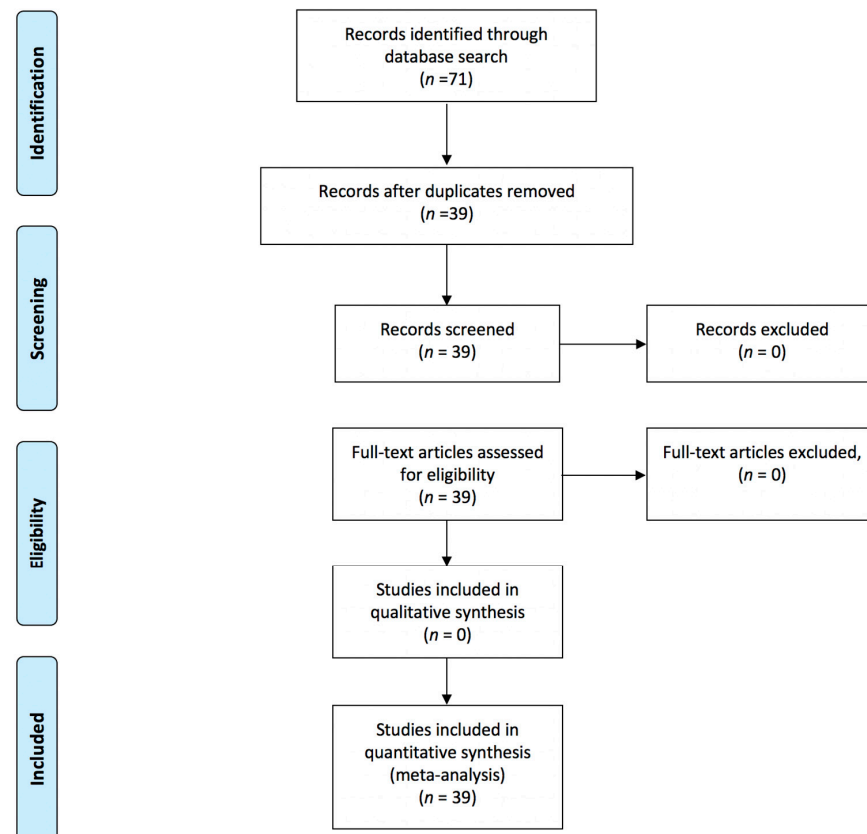 Identification
Records identified through
database search
(n =71)
Records after duplicates removed
(n =39)
Screening
Records screened
(n = 39)
Records excluded
(n = 0)
Eligibility
Full-text articles assessed
for eligibility
(n = 39)
Full-text articles excluded,
(n = 0)
Studies included in
qualitative synthesis
(n = 0)
Included
Studies included in
quantitative synthesis
(meta-analysis)
(n = 39)